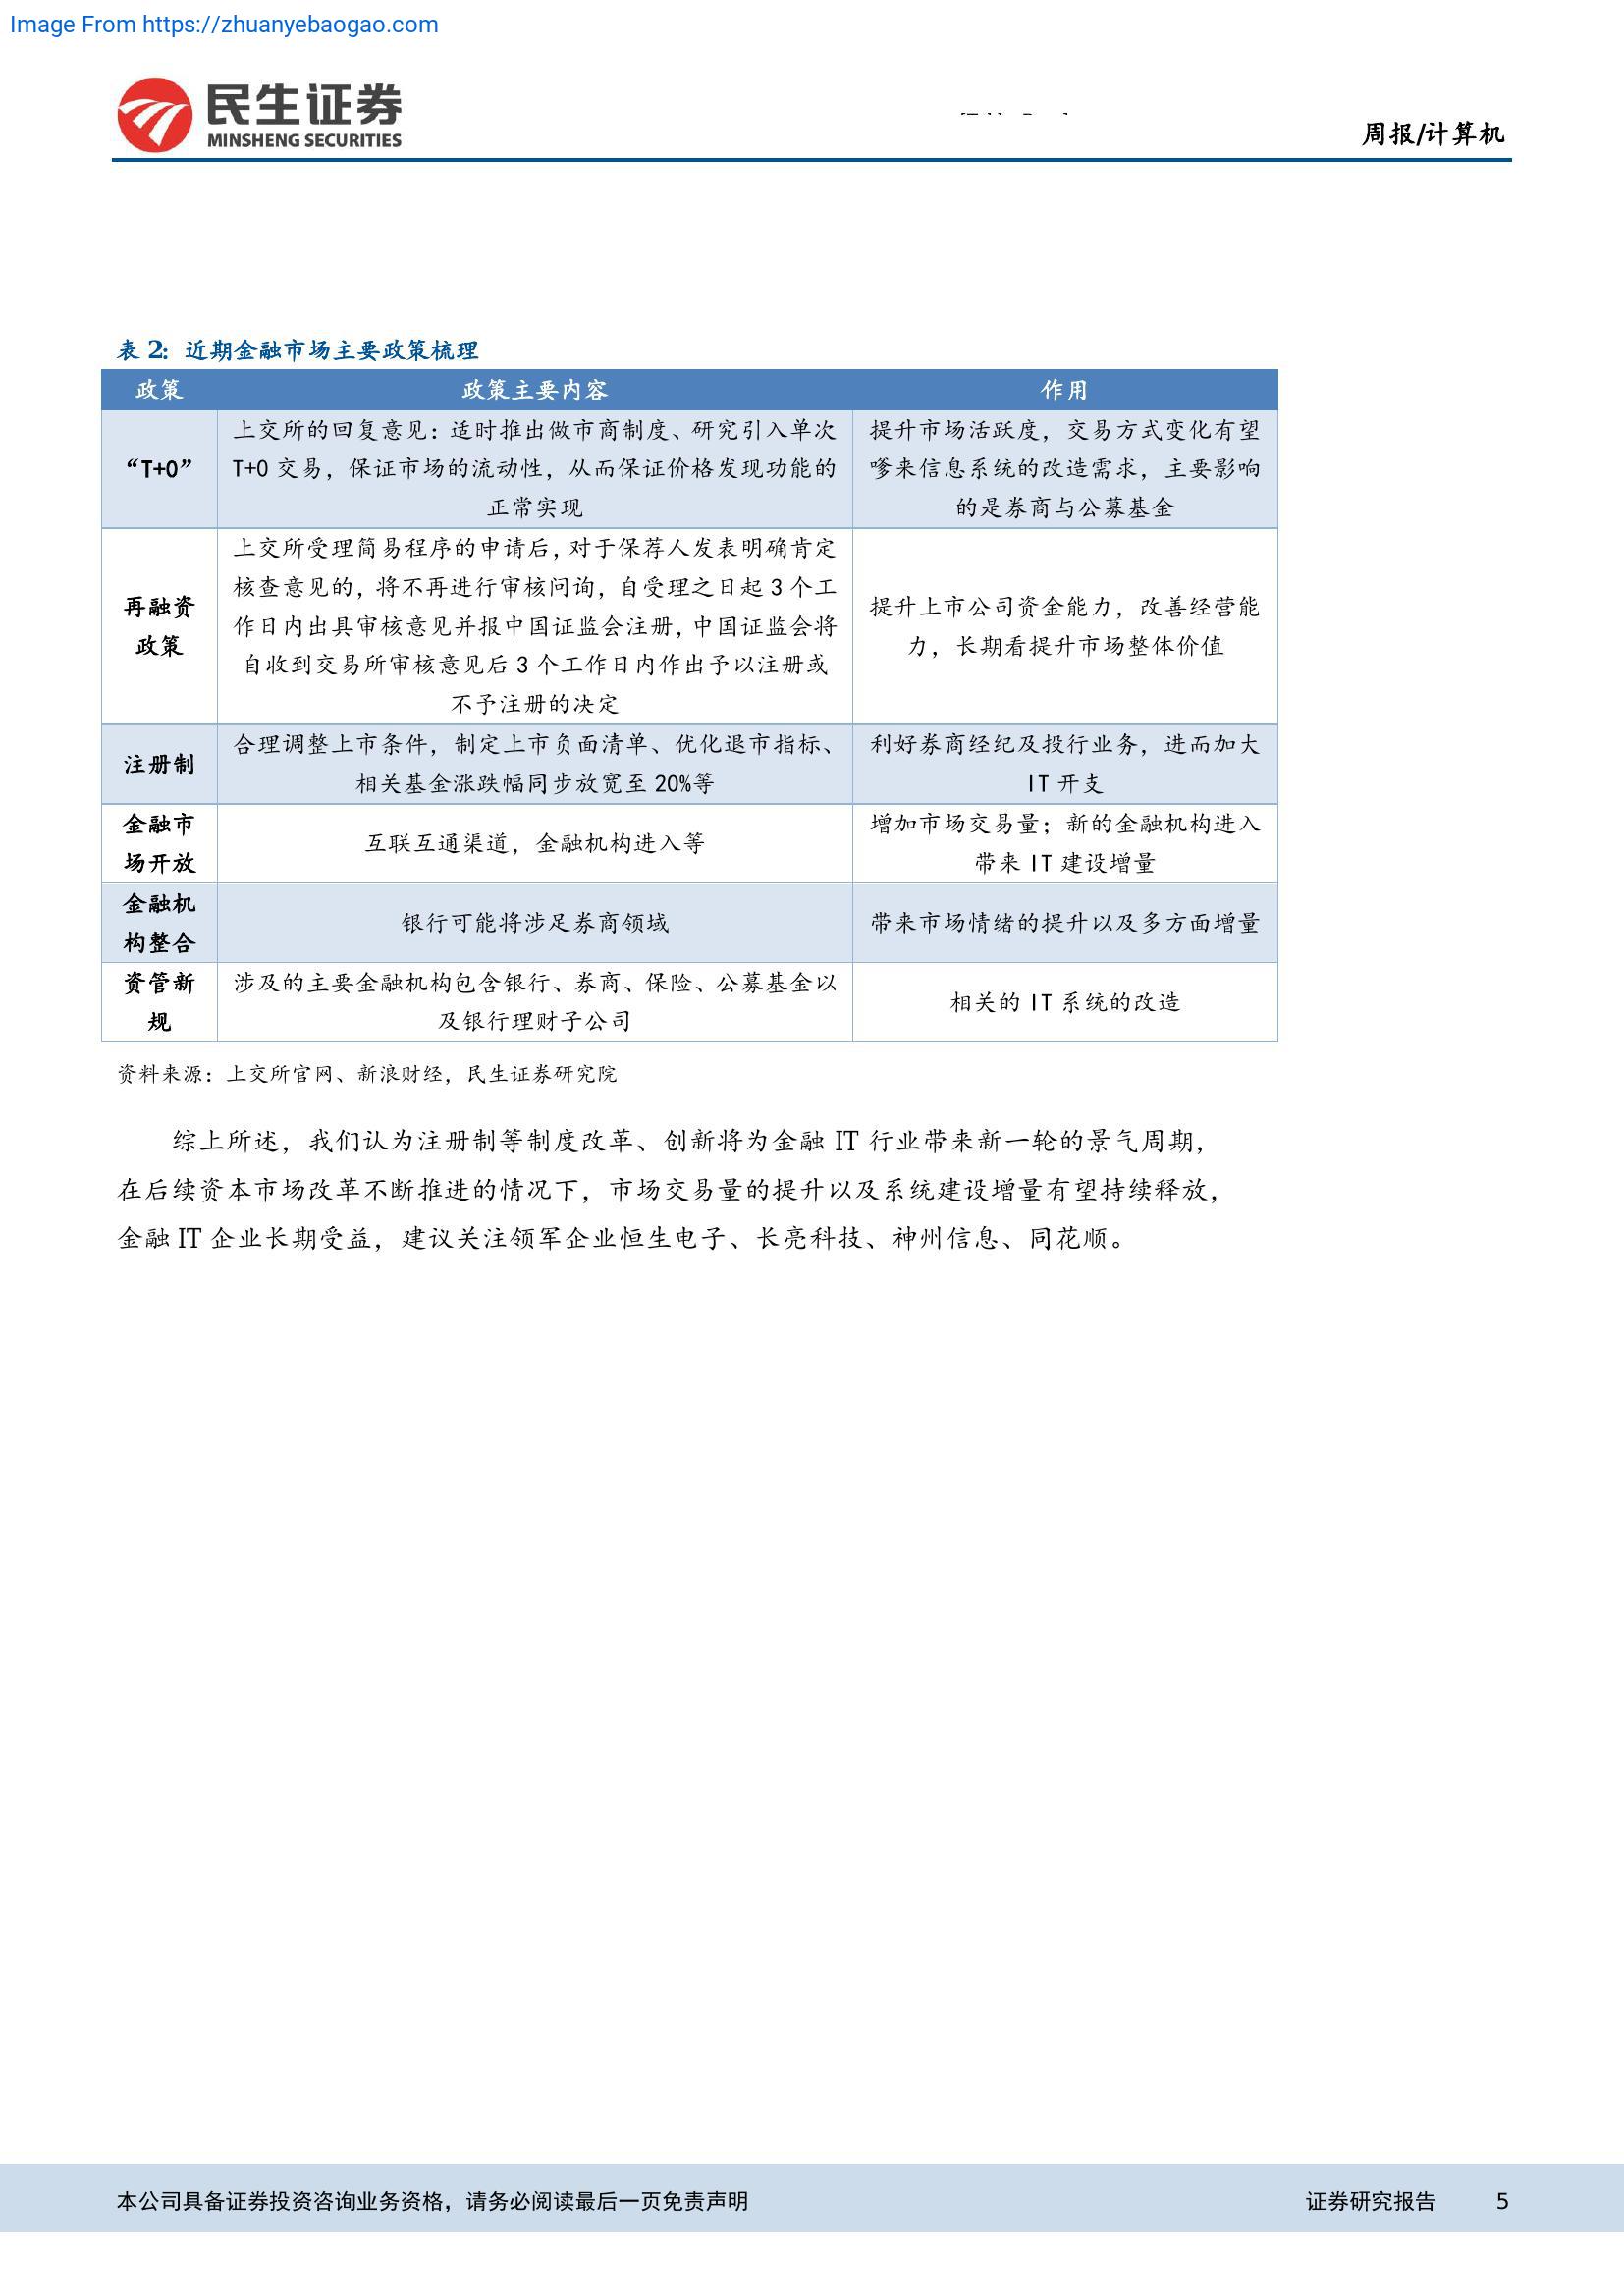 Image From https://zhuanyebaogao.com
民生证券
MINSHENG SECURITIES
周报/计算机
表 2: 近期金融市场主要政策梳理
政策 政策主要内容 作用
“T+0”
上交所的回复意见：适时推出做市商制度、研究引入单次
T+0 交易，保证市场的流动性，从而保证价格发现功能的
正常实现
提升市场活跃度，交易方式变化有望
嗲来信息系统的改造需求，主要影响
的是券商与公募基金
再融资
政策
上交所受理简易程序的申请后，对于保荐人发表明确肯定
核查意见的，将不再进行审核问询，自受理之日起 3 个工
作日内出具审核意见并报中国证监会注册，中国证监会将
自收到交易所审核意见后 3 个工作日内作出予以注册或
不予注册的决定
提升上市公司资金能力，改善经营能
力，长期看提升市场整体价值
注册制
合理调整上市条件，制定上市负面清单、优化退市指标、
相关基金涨跌幅同步放宽至 20%等
利好券商经纪及投行业务，进而加大
IT 开支
金融市
场开放
互联互通渠道，金融机构进入等
增加市场交易量；新的金融机构进入
带来 IT 建设增量
金融机
构整合
银行可能将涉足券商领域
带来市场情绪的提升以及多方面增量
资管新
规
涉及的主要金融机构包含银行、券商、保险、公募基金以
及银行理财子公司
相关的 IT 系统的改造
资料来源：上交所官网、新浪财经，民生证券研究院
综上所述，我们认为注册制等制度改革、创新将为金融 IT 行业带来新一轮的景气周期，
在后续资本市场改革不断推进的情况下，市场交易量的提升以及系统建设增量有望持续释放，
金融 IT 企业长期受益，建议关注领军企业恒生电子、长亮科技、神州信息、同花顺。
本公司具备证券投资咨询业务资格，请务必阅读最后一页免责声明 证券研究报告 5